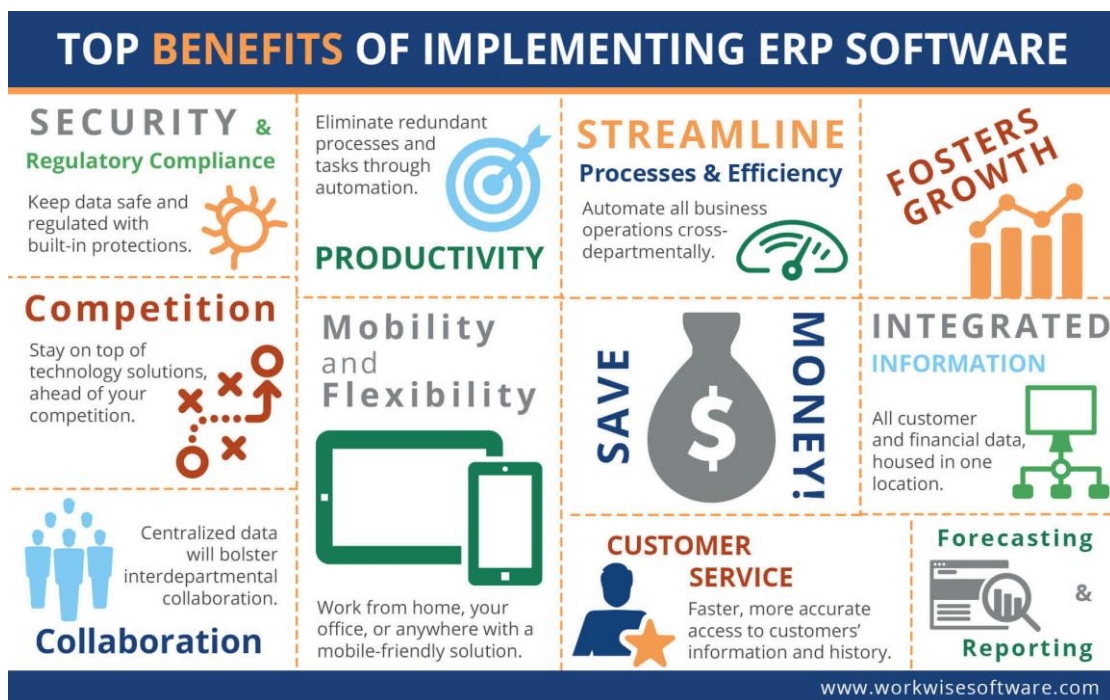 TOP BENEFITS OF IMPLEMENTING ERP SOFTWARE
SECURITY &
Regulatory Compliance
Keep data safe and
regulated with
built-in protections.
Eliminate redundant
processes and
tasks through
automation.
PRODUCTIVITY
STREAMLINE
Processes & Efficiency
Automate all business
operations cross-
departmentally.
FOSTERS
GROWTH
Competition
Stay on top of
technology solutions,
ahead of your
competition.
Mobility
and
Flexibility
Work from home, your
office, or anywhere with a
mobile-friendly solution.
SAVE
$
MONEY!
INTEGRATED
INFORMATION
All customer
and financial data,
housed in one
location.
Centralized data
will bolster
interdepartmental
collaboration.
Collaboration
CUSTOMER
SERVICE
Faster, more accurate
access to customers'
information and history.
Forecasting
&
Reporting
www.workwisesoftware.com